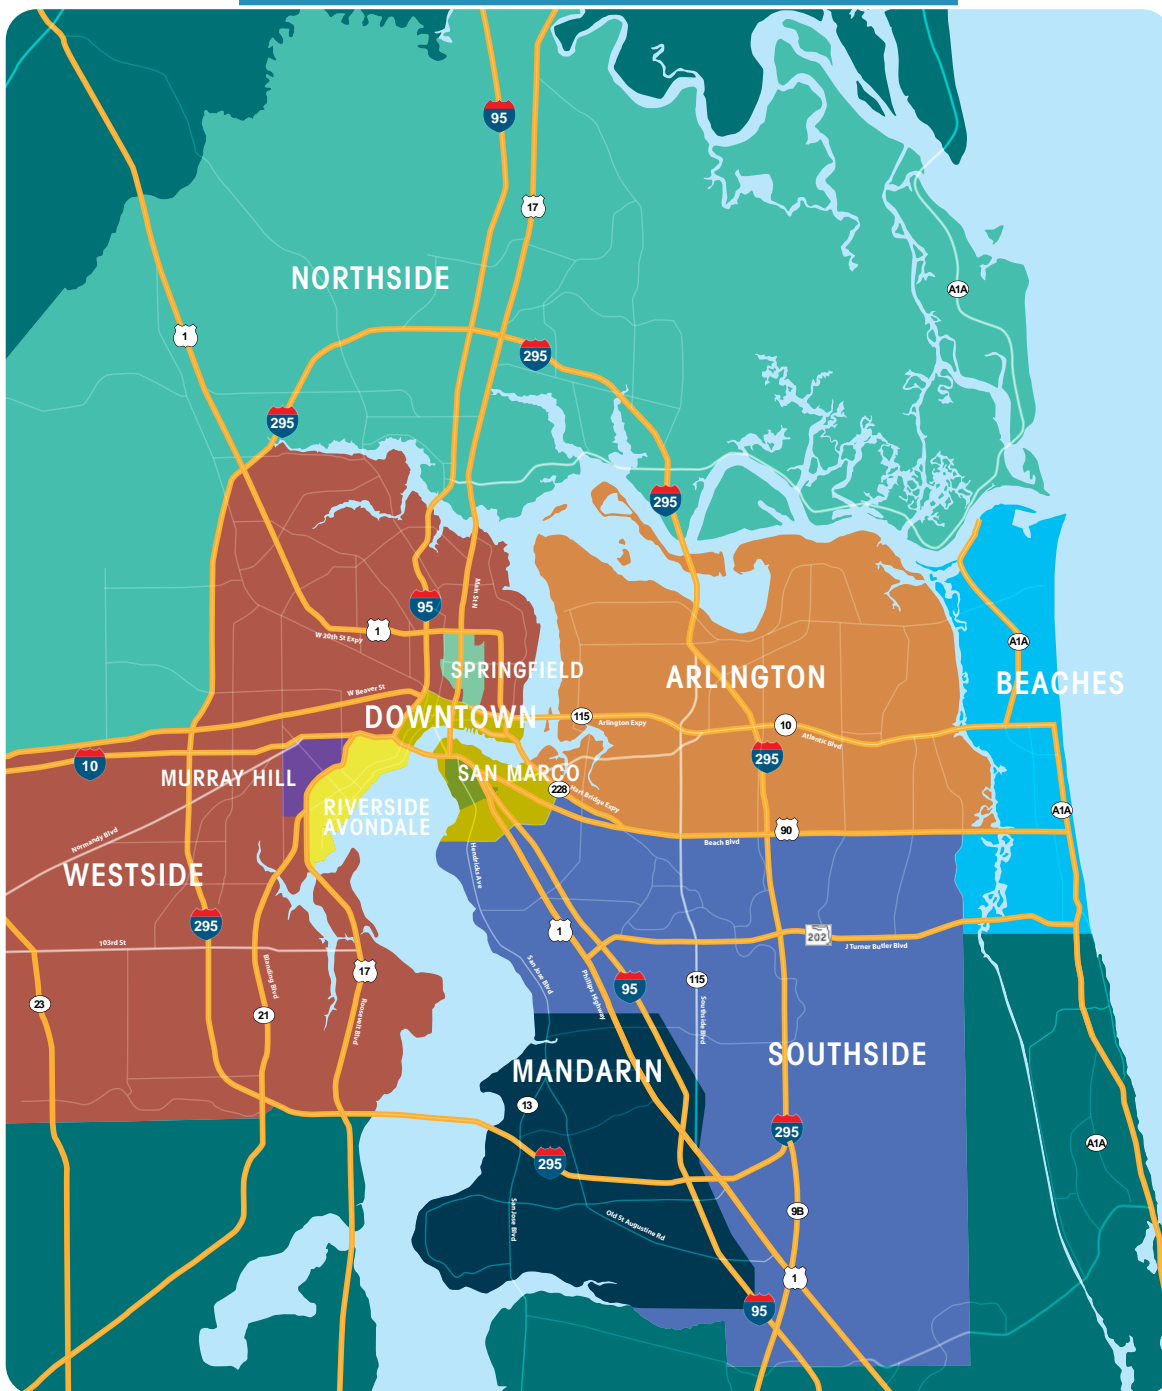 95
17
NORTHSIDE
A1A
1
295
295
295
95
Main St N
1
W 20th St Expy
A1A
SPRINGFIELD
ARLINGTON
BEACHES
W Beaver St
DOWNTOWN
115
Arlington Expy
10
Atlantic Blvd
295
10
MURRAY HILL
SAN MARCO
228
Hart Bridge Expy
RIVERSIDE
AVONDALE
A1A
90
Beach Blvd
Normandy Blvd
WESTSIDE
Hendricks Ave
295
1
202
J Turner Butler Blvd
103rd St
Blanding Blvd
17
San Jose Blvd
Phillips Highway
95
115
23
21
Roosevelt Blvd
Southside Blvd
SOUTHSIDE
MANDARIN
13
295
A1A
295
San Jose Blvd
Old St Augustine Rd
9B
1
95